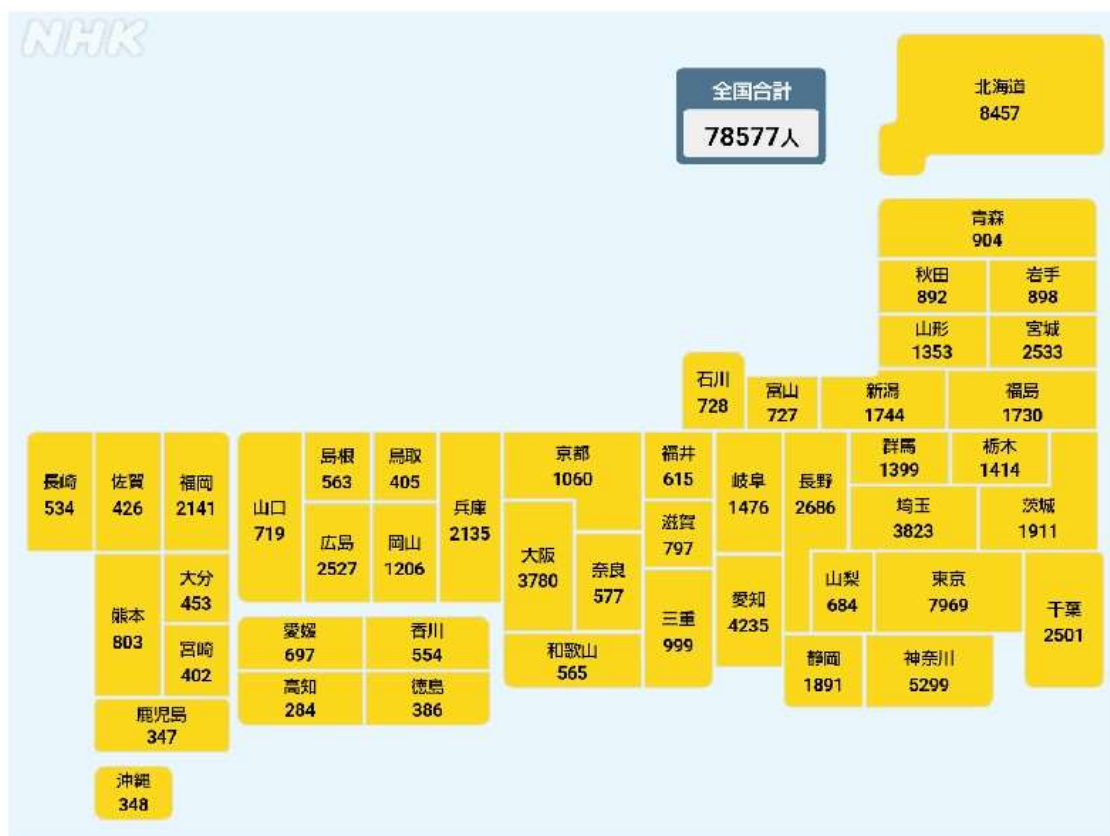 NHK
全国合計
78577人
北海道
8457
青森
904
秋田
892
岩手
898
山形
1353
宮城
2533
石川
728
富山
727
新潟
1744
福島
1730
長崎
534
佐賀
426
福岡
2141
山口
719
島根
563
鳥取
405
兵庫
2135
京都
1060
福井
615
岐阜
1476
長野
2686
群馬
1399
栃木
1414
広島
2527
岡山
1206
大阪
3780
奈良
577
滋賀
797
埼玉
3823
茨城
1911
熊本
803
大分
453
宮崎
402
愛媛
697
香川
554
和歌山
565
三重
999
愛知
4235
山梨
684
東京
7969
千葉
2501
高知
284
徳島
386
静岡
1891
神奈川
5299
鹿児島
347
沖縄
348